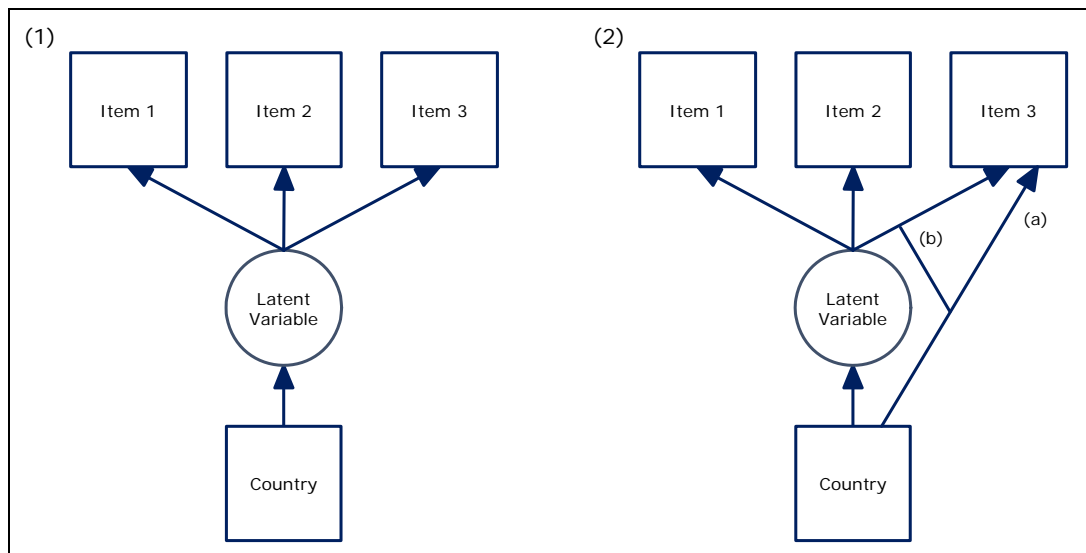 (1)
Item 1
Item 2
Item 3
Latent
Variable
Country
(2)
Item 1
Item 2
Item 3
(a)
(b)
Latent
Variable
Country